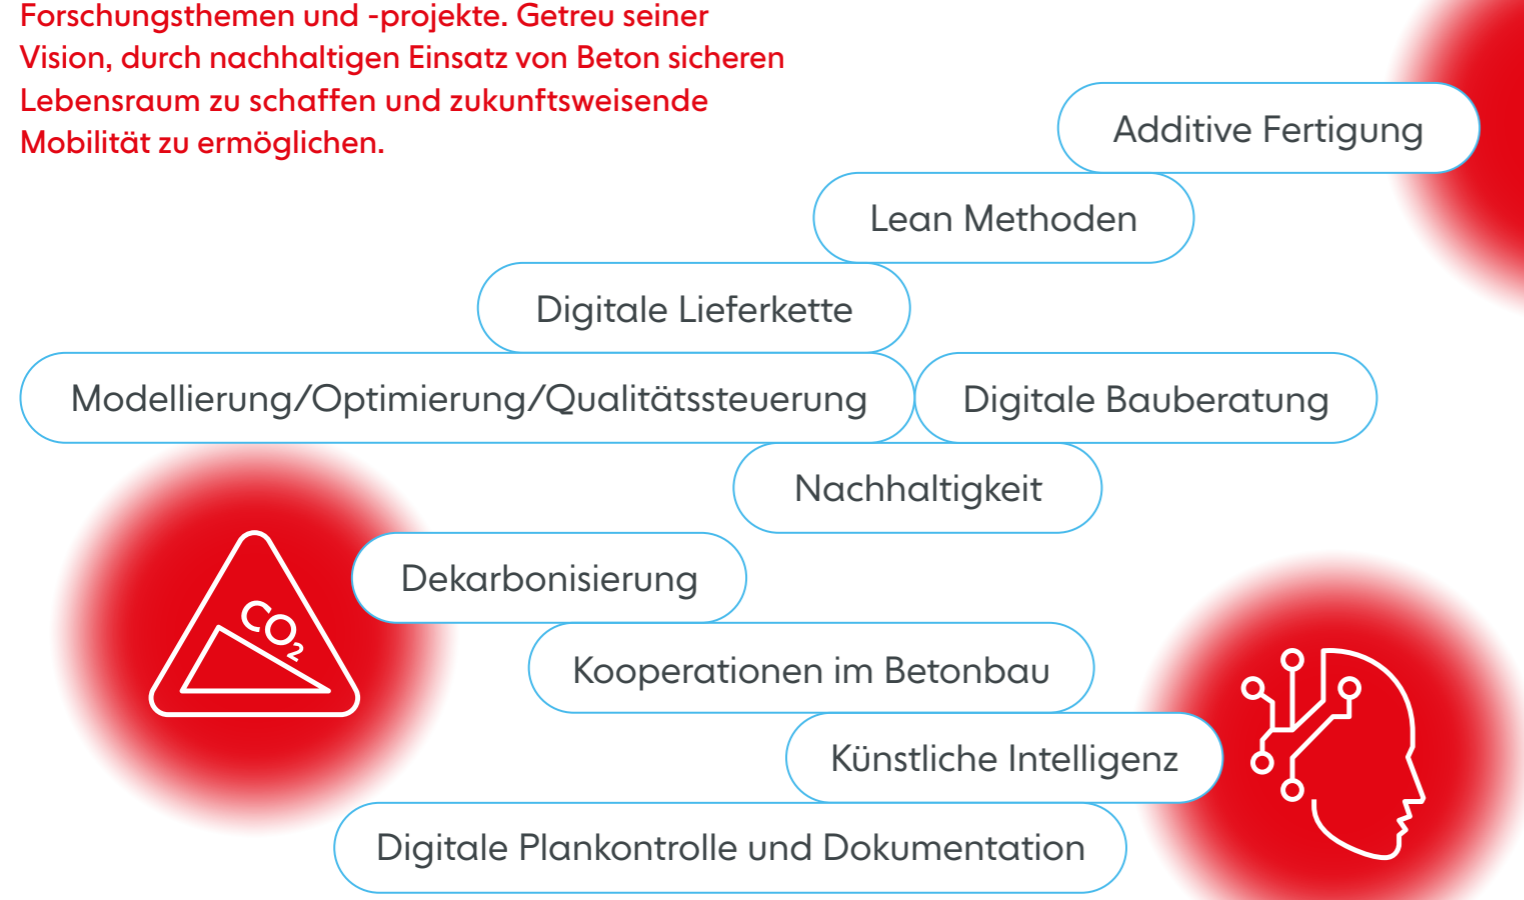 Forschungsthemen und -projekte. Getreu seiner
Vision, durch nachhaltigen Einsatz von Beton sicheren
Lebensraum zu schaffen und zukunftsweisende
Mobilität zu ermöglichen.
Additive Fertigung
Lean Methoden
Digitale Lieferkette
Modellierung/Optimierung/Qualitätssteuerung
Digitale Bauberatung
Nachhaltigkeit
Dekarbonisierung
CO₂
Kooperationen im Betonbau
Künstliche Intelligenz
Digitale Plankontrolle und Dokumentation